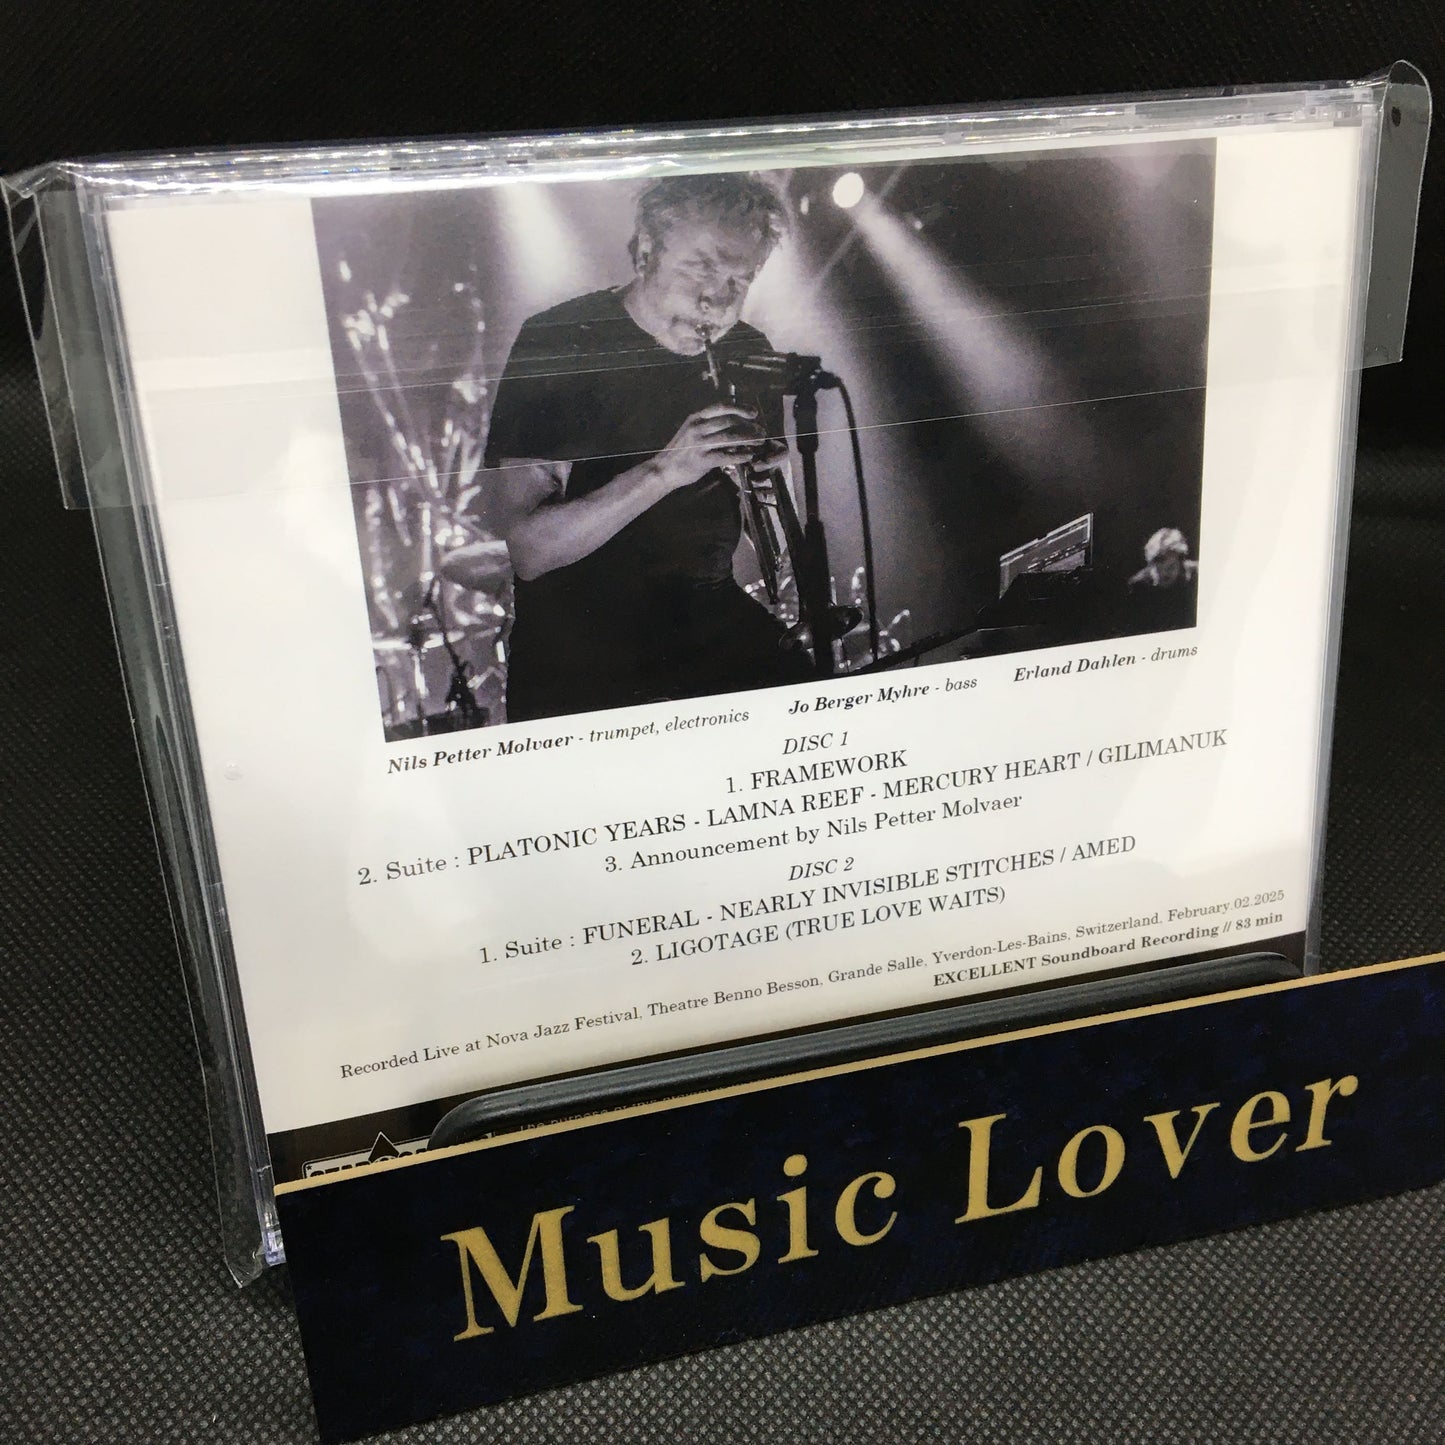 Nils Petter Molvaer - trumpet, electronics Jo Berger Myhre - bass Erland Dahlen - drums
DISC 1
1. FRAMEWORK
2. Suite : PLATONIC YEARS - LAMNA REEF - MERCURY HEART / GILIMANUK
3. Announcement by Nils Petter Molvaer
DISC 2
1. Suite : FUNERAL - NEARLY INVISIBLE STITCHES / AMED
2. LIGOTAGE (TRUE LOVE WAITS)
Recorded Live at Nova Jazz Festival, Theatre Benno Besson, Grande Salle, Yverdon-Les-Bains, Switzerland, February.02.2025
EXCELLENT Soundboard Recording // 83 min
Music Lover